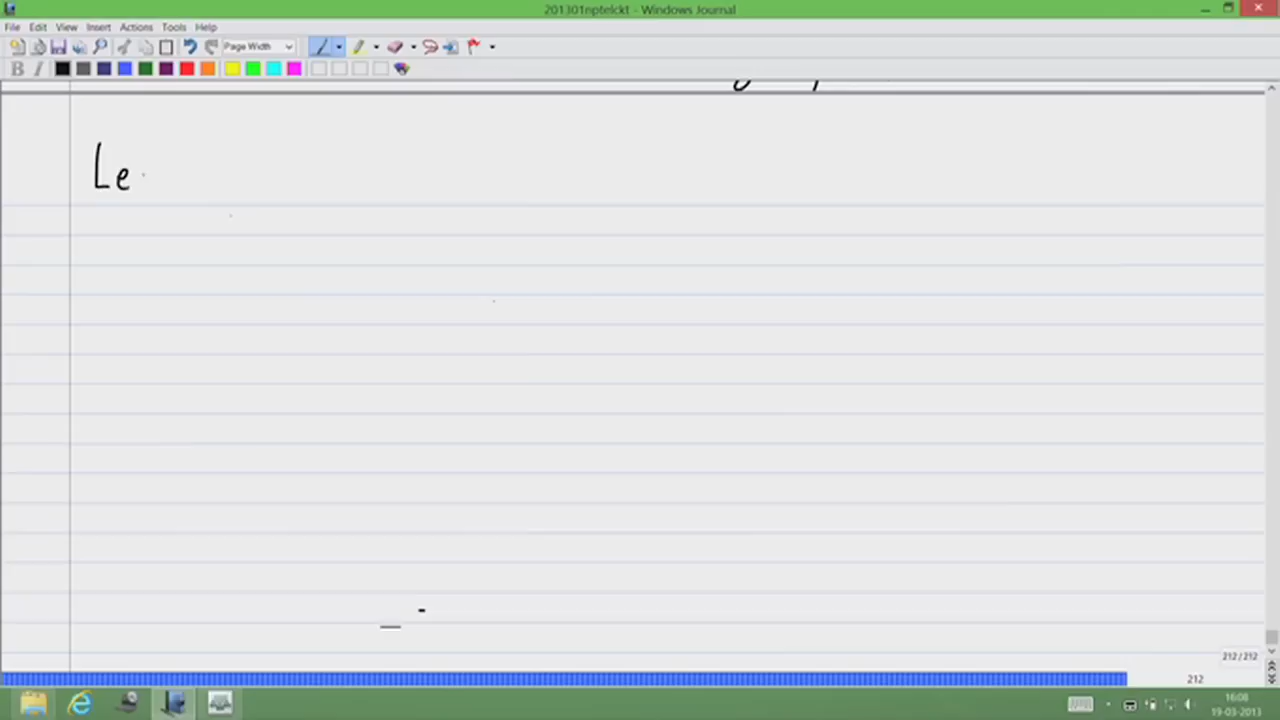 201301nptelckt - Windows Journal
File Edit View Insert Actions Tools Help
Page Width
B I
Le
212 / 212
212
16:08
19-03-2013